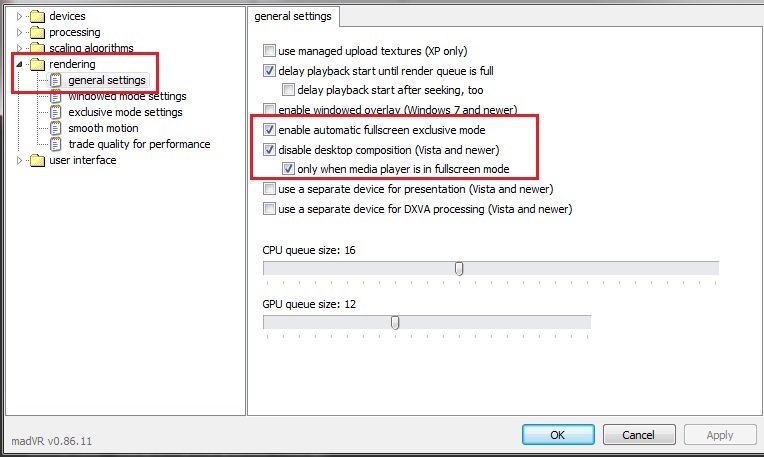 devices
processing
scaling algorithms
rendering
general settings
windowed mode settings
exclusive mode settings
smooth motion
trade quality for performance
user interface
madVR v0.86.11
general settings
use managed upload textures (XP only)
delay playback start until render queue is full
delay playback start after seeking, too
enable windowed overlay (Windows 7 and newer)
enable automatic fullscreen exclusive mode
disable desktop composition (Vista and newer)
only when media player is in fullscreen mode
use a separate device for presentation (Vista and newer)
use a separate device for DXVA processing (Vista and newer)
CPU queue size: 16
GPU queue size: 12
OK
Cancel
Apply